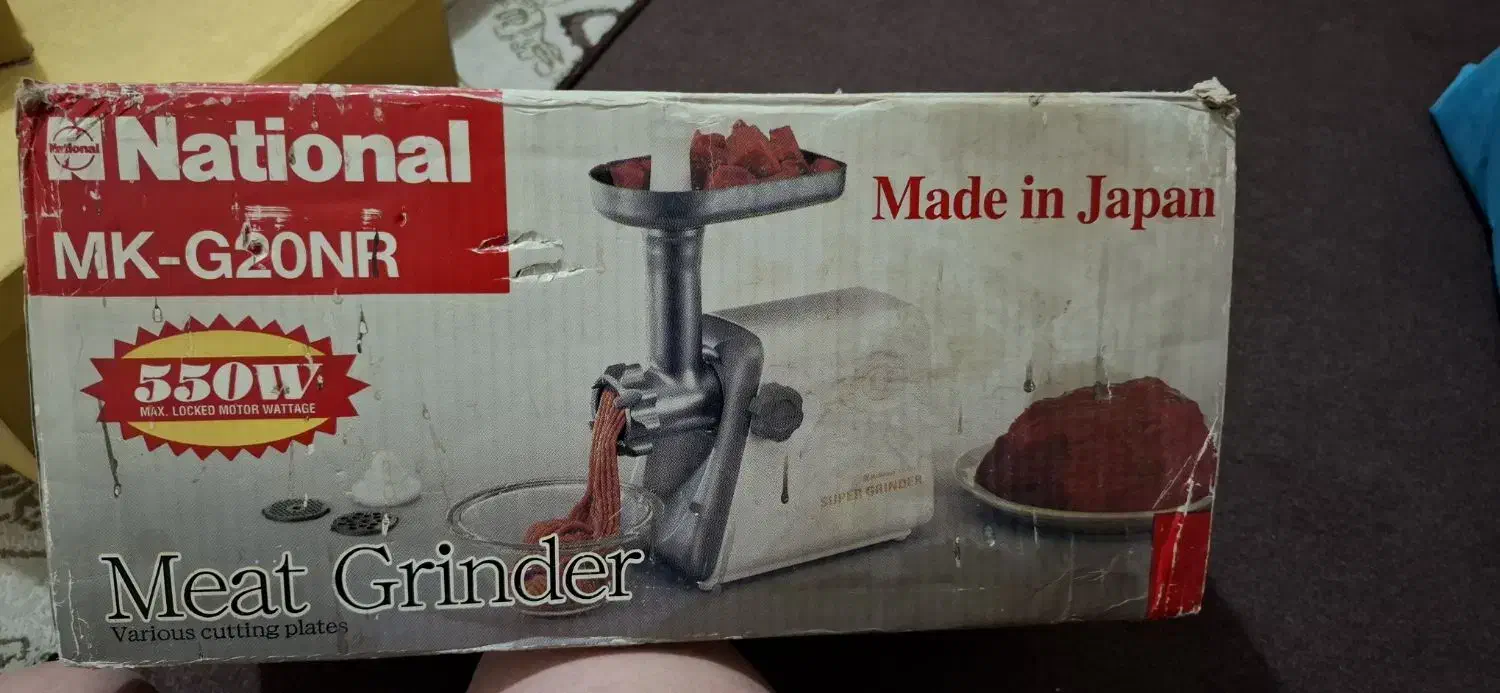 National
National
MK-G20NR
Made in Japan
550W
MAX. LOCKED MOTOR WATTAGE
National
SUPER GRINDER
Meat Grinder
Various cutting plates